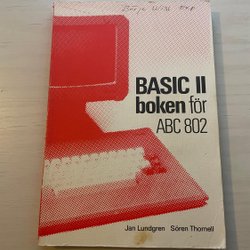 BASIC II
boken för
ABC 802
Jan Lundgren Sören Thornell